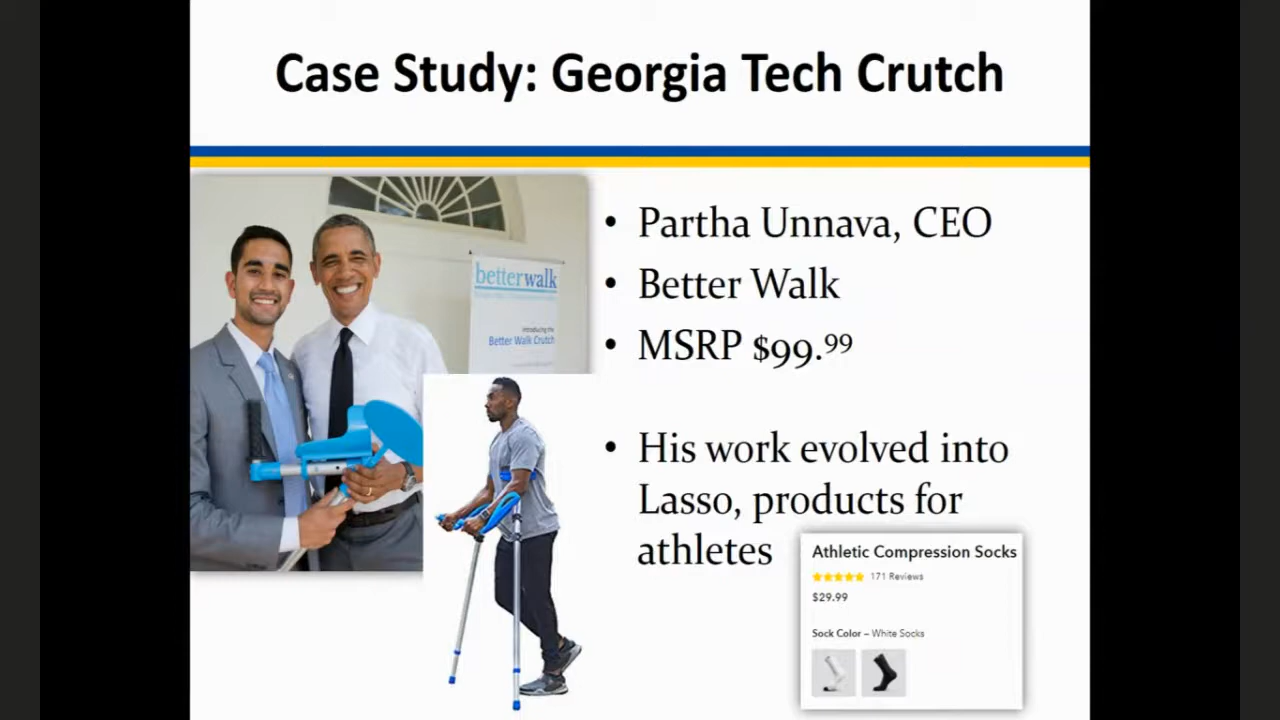 Case Study: Georgia Tech Crutch
betterwalk
introducing the
Better Walk Crutch
• Partha Unnava, CEO
• Better Walk
• MSRP $99.99
• His work evolved into
Lasso, products for
athletes
Athletic Compression Socks
171 Reviews
$29.99
Sock Color – White Socks